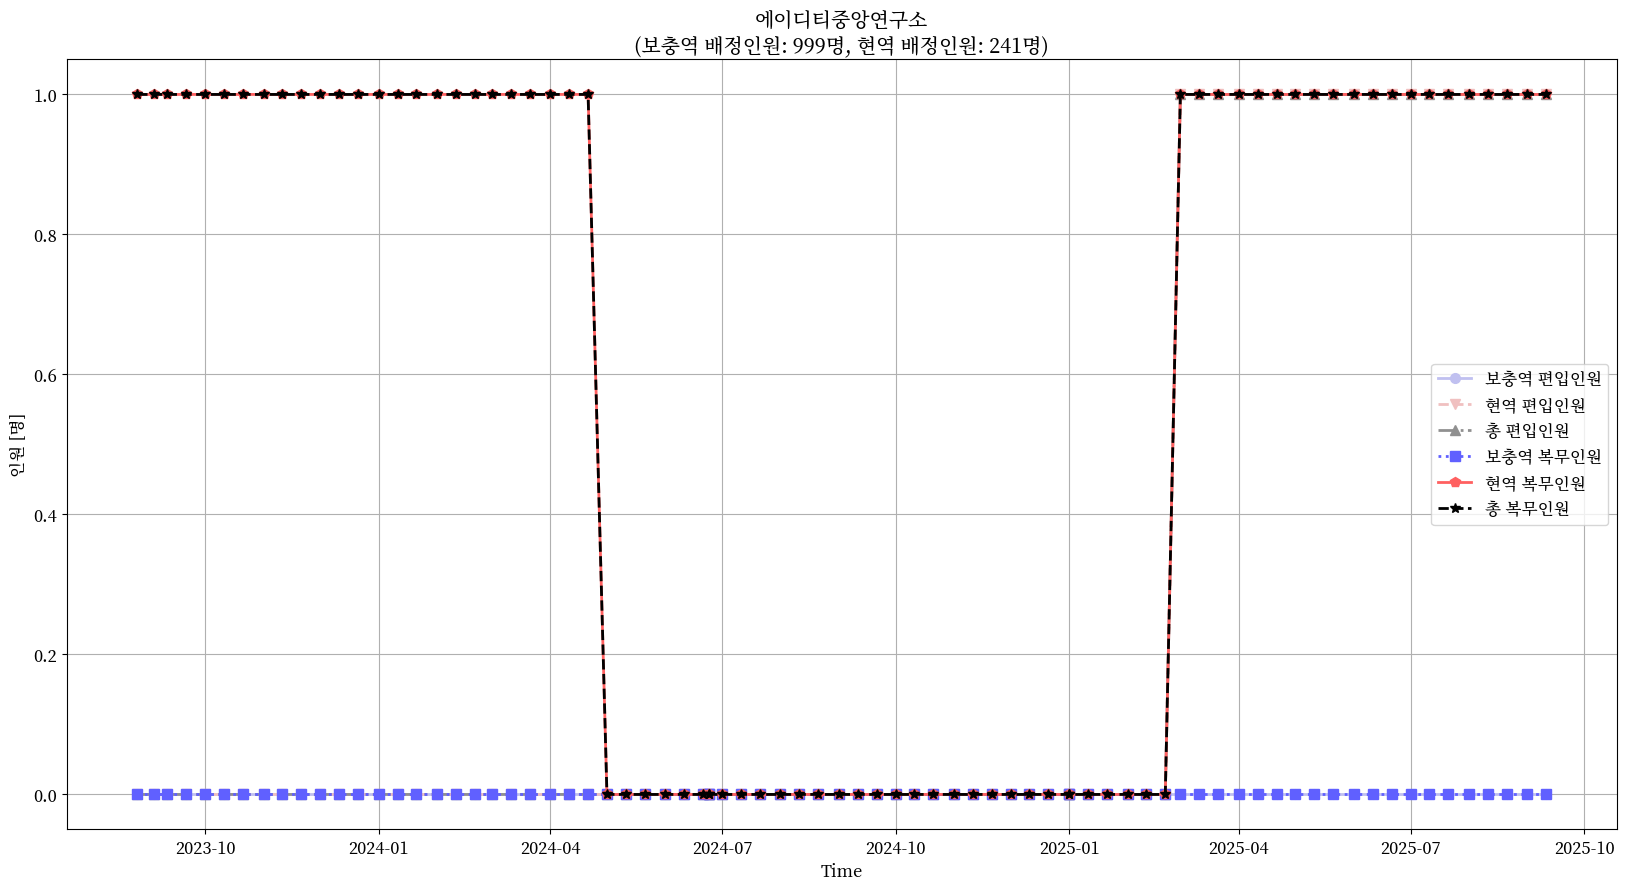 에이디티중앙연구소
(보충역 배정인원: 999명, 현역 배정인원: 241명)
1.0
0.8
0.6
0.4
0.2
0.0
인원 [명]
보충역 편입인원
현역 편입인원
총 편입인원
보충역 복무인원
현역 복무인원
총 복무인원
2023-10
2024-01
2024-04
2024-07
2024-10
2025-01
2025-04
2025-07
2025-10
Time